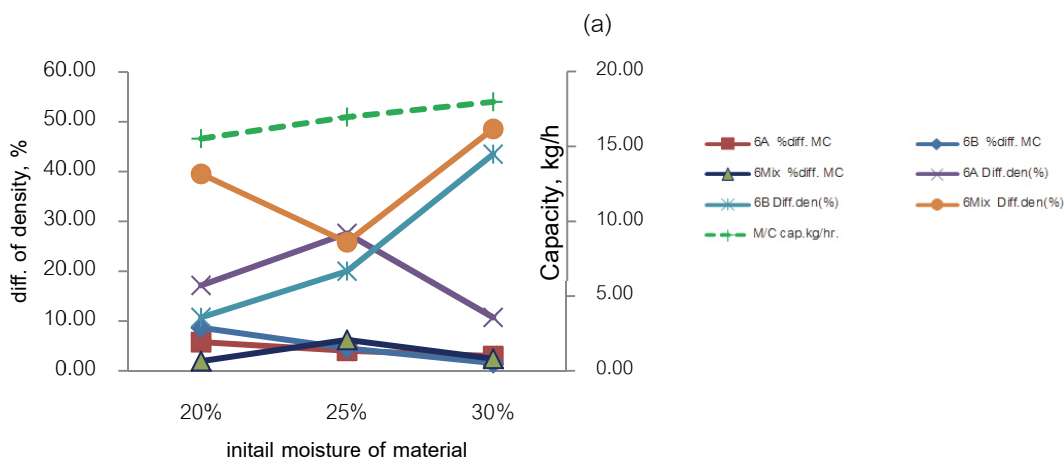 (a)
diff. of density, %
60.00
50.00
40.00
30.00
20.00
10.00
0.00
20%
25%
30%
initail moisture of material
20.00
15.00
10.00
5.00
0.00
Capacity, kg/h
6A %diff. MC
6B %diff. MC
6Mix %diff. MC
6A Diff.den(%)
6B Diff.den(%)
6Mix Diff.den(%)
M/C cap.kg/hr.